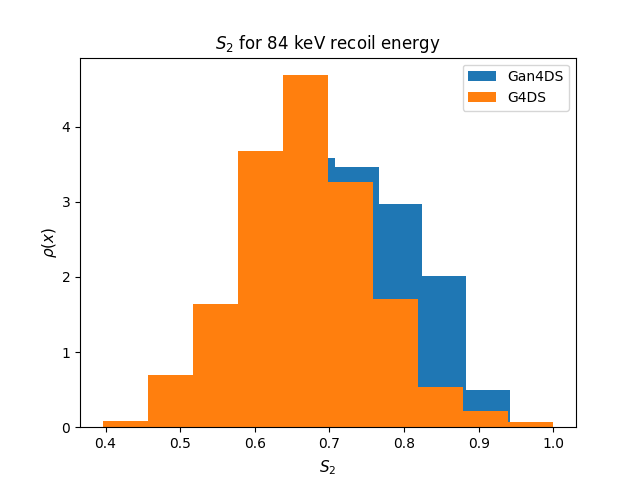 S₂ for 84 keV recoil energy
Gan4DS
G4DS
ρ(x)
4
3
2
1
0
0.4 0.5 0.6 0.7 0.8 0.9 1.0
S₂